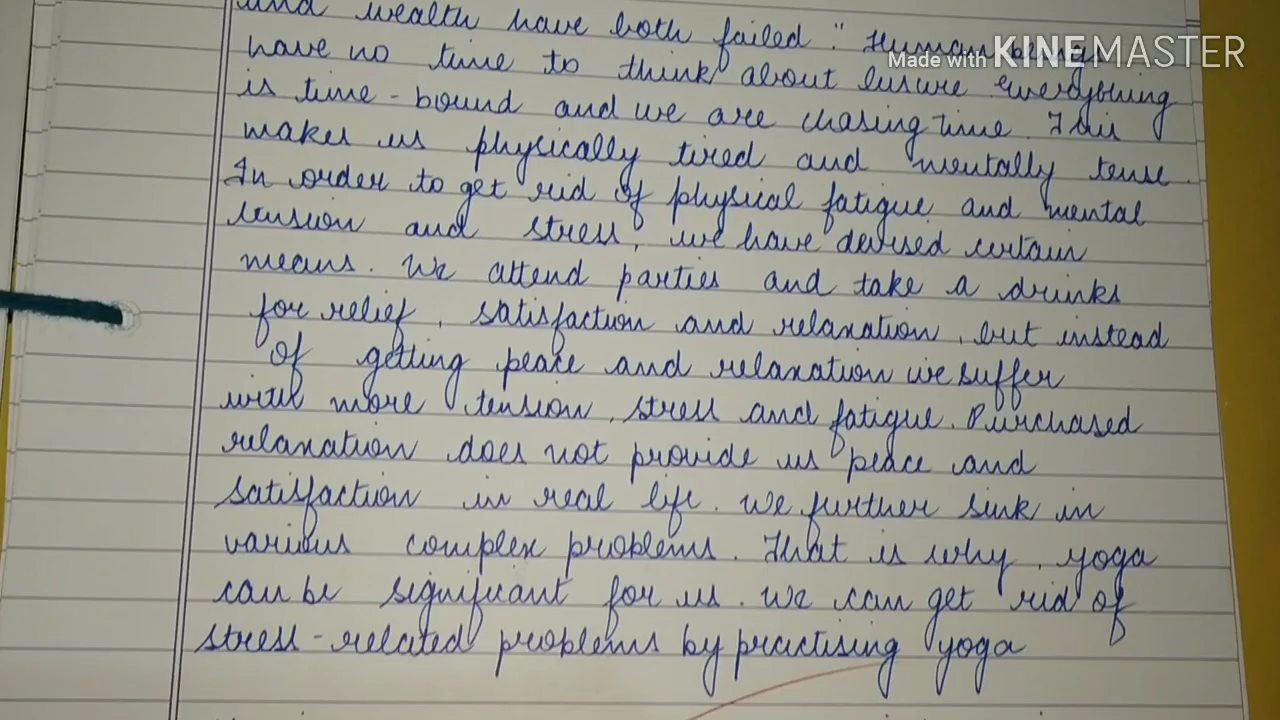 and wealth have both failed." Human beings
Made with KINEMASTER
have no time to think about leisure everything
is time-bound and we are chasing time. This
makes us physically tired and mentally tense.
In order to get rid of physical fatigue and mental
tension and stress, we have devised certain
means. We attend parties and take a drinks
for relief, satisfaction and relaxation, but instead
of getting peace and relaxation we suffer
with more tension, stress and fatigue. Purchased
relaxation does not provide us peace and
satisfaction in real life. We further sink in
various complex problems. That is why, yoga
can be significant for us. We can get rid of
stress-related problems by practising yoga